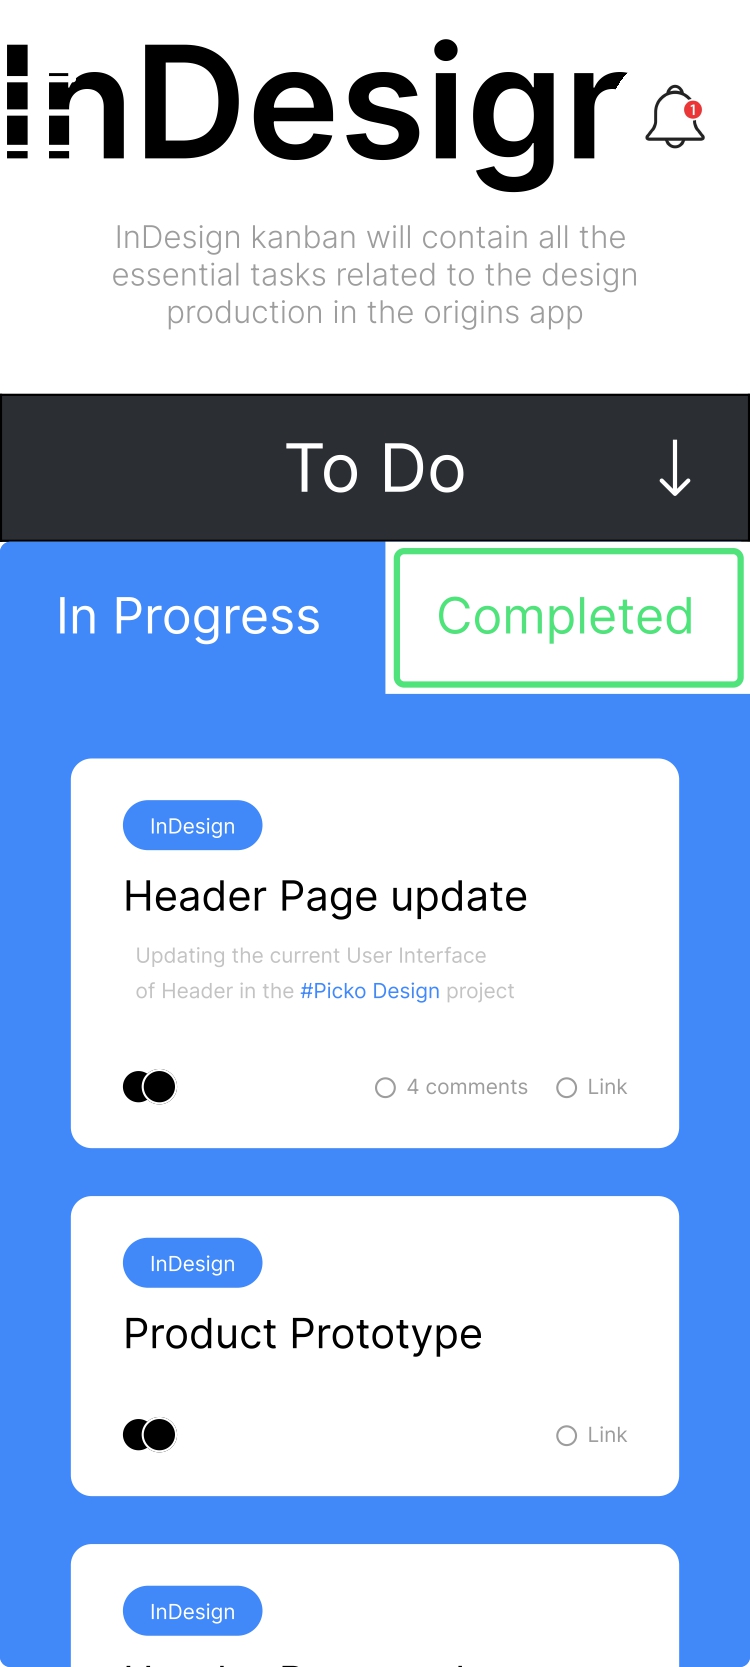 InDesign
1
InDesign kanban will contain all the
essential tasks related to the design
production in the origins app
To Do
In Progress
Completed
InDesign
Header Page update
Updating the current User Interface
of Header in the #Picko Design project
4 comments
Link
InDesign
Product Prototype
Link
InDesign